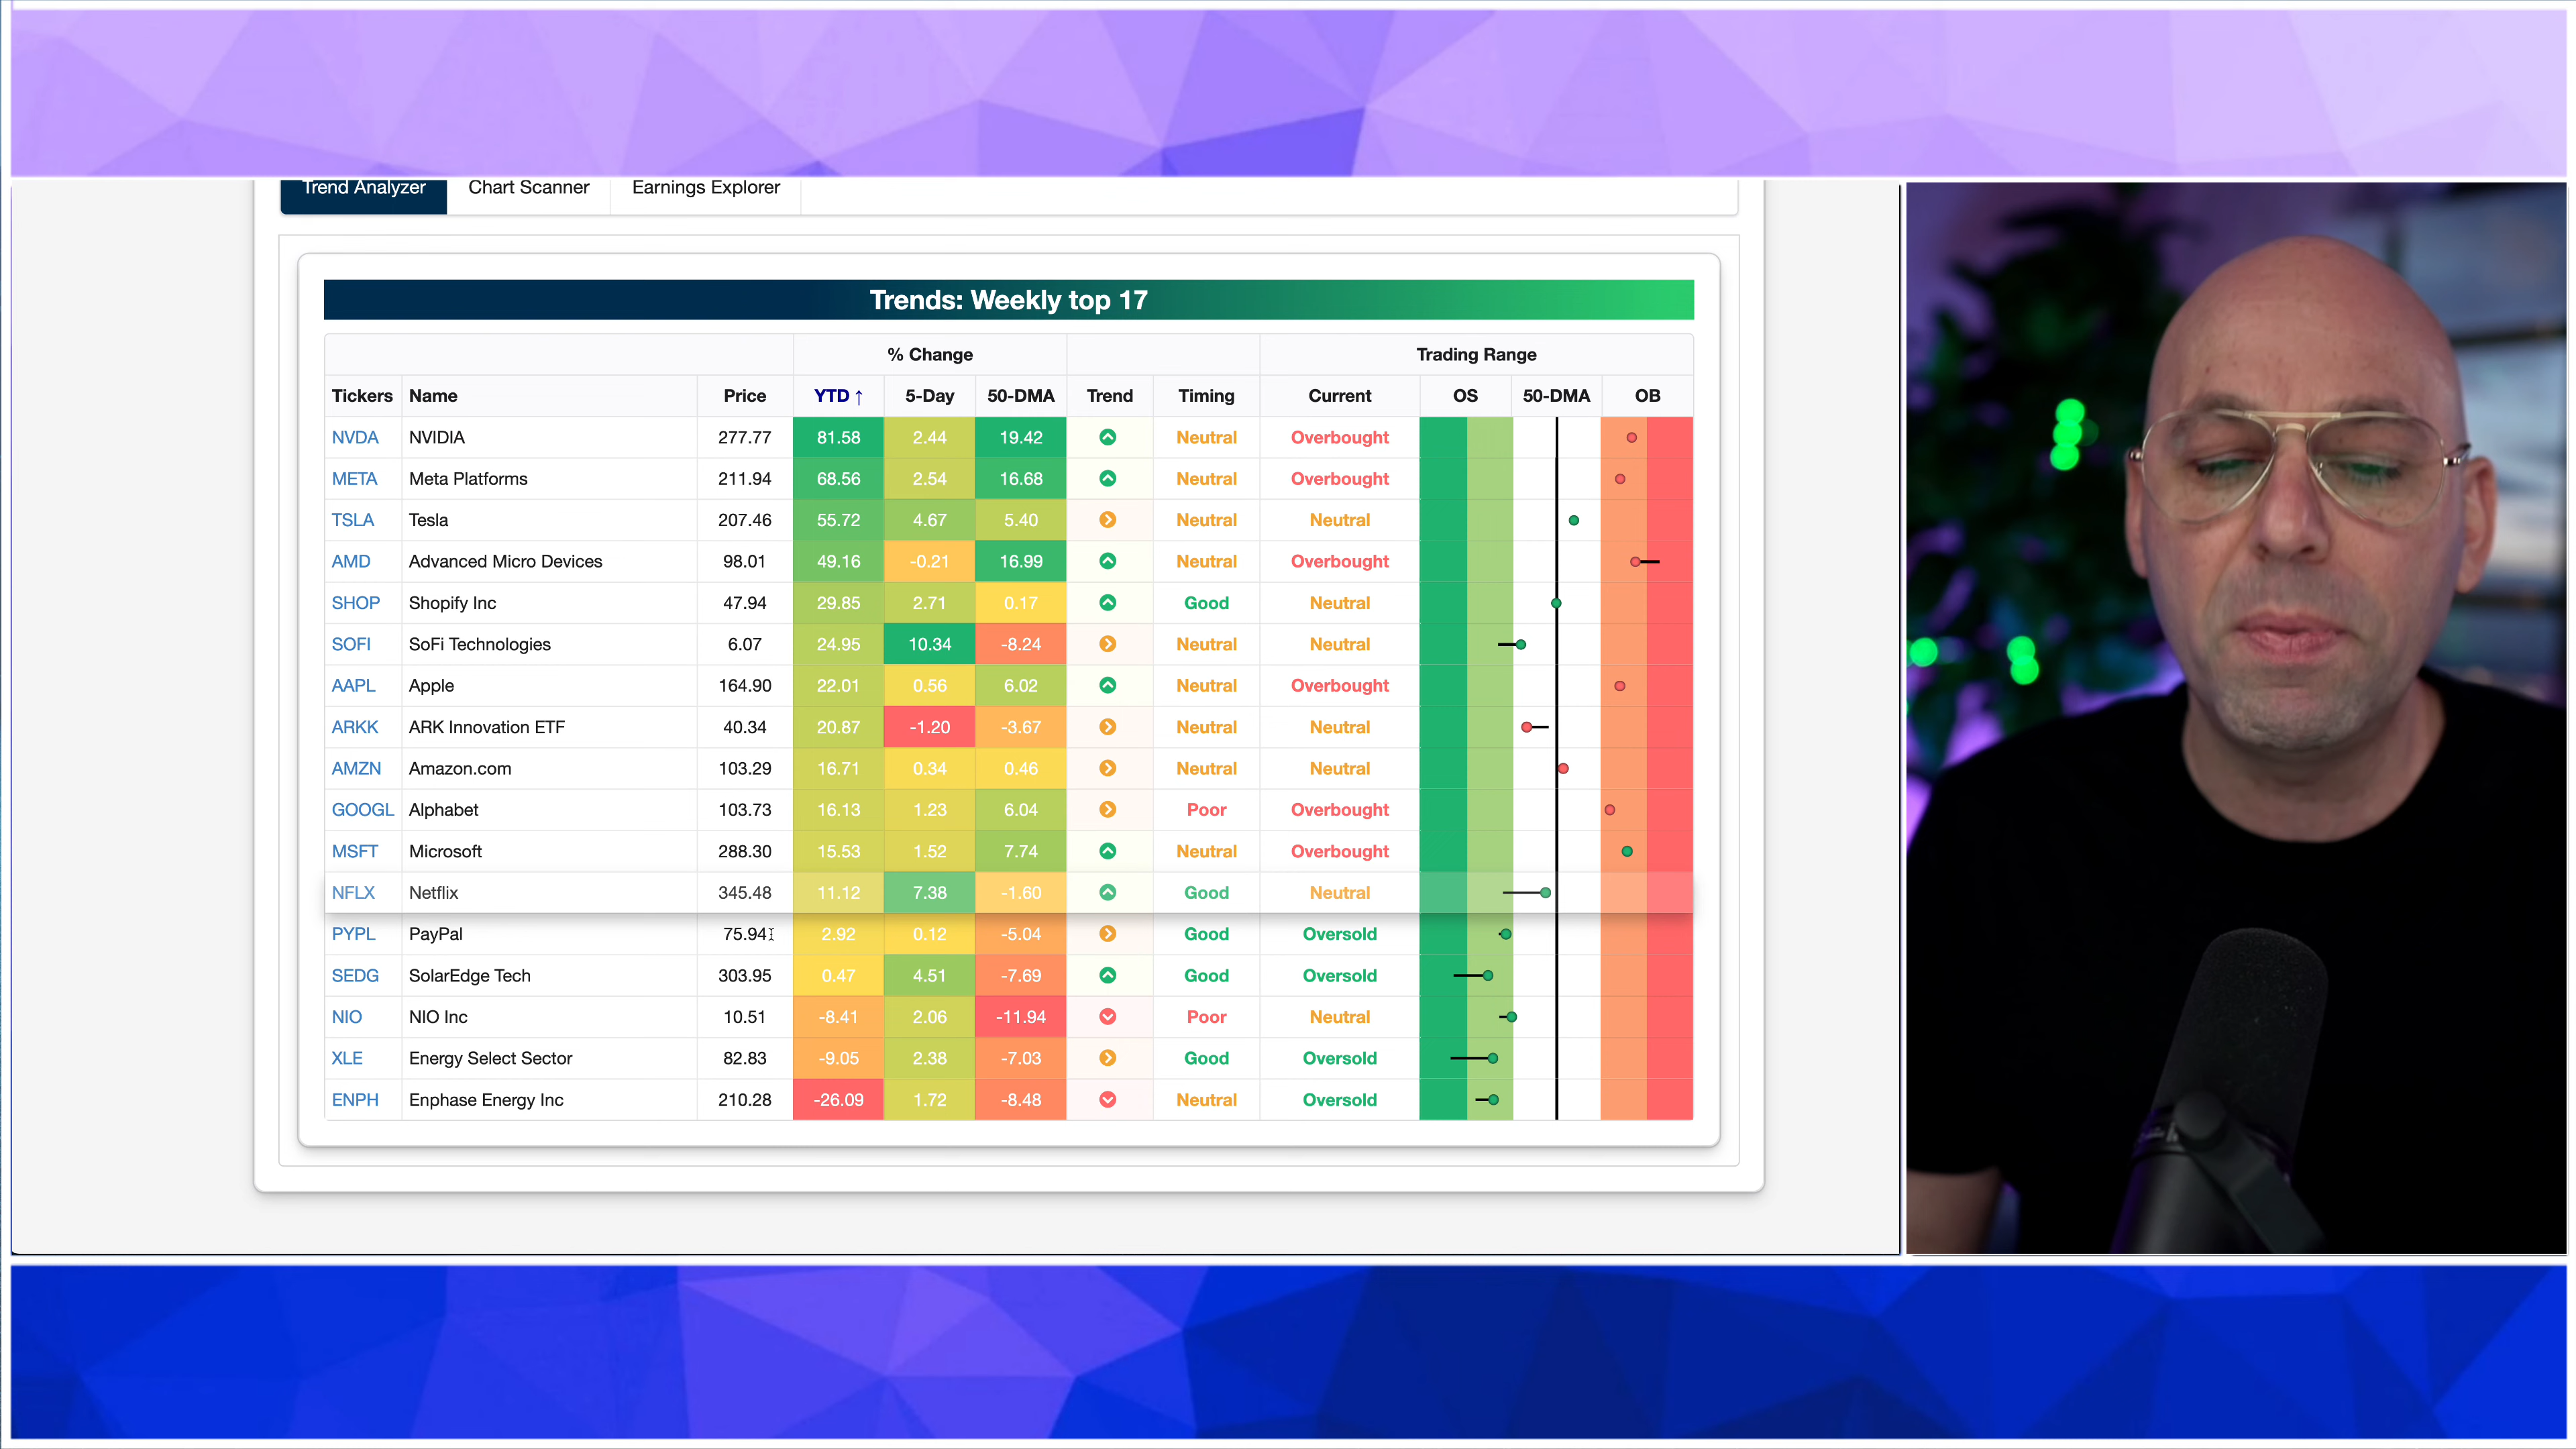 Trend Analyzer Chart Scanner Earnings Explorer
Trends: Weekly top 17
% Change Trading Range
Tickers Name Price YTD ↑ 5-Day 50-DMA Trend Timing Current OS 50-DMA OB
NVDA NVIDIA 277.77 81.58 2.44 19.42 Neutral Overbought
META Meta Platforms 211.94 68.56 2.54 16.68 Neutral Overbought
TSLA Tesla 207.46 55.72 4.67 5.40 Neutral Neutral
AMD Advanced Micro Devices 98.01 49.16 -0.21 16.99 Neutral Overbought
SHOP Shopify Inc 47.94 29.85 2.71 0.17 Good Neutral
SOFI SoFi Technologies 6.07 24.95 10.34 -8.24 Neutral Neutral
AAPL Apple 164.90 22.01 0.56 6.02 Neutral Overbought
ARKK ARK Innovation ETF 40.34 20.87 -1.20 -3.67 Neutral Neutral
AMZN Amazon.com 103.29 16.71 0.34 0.46 Neutral Neutral
GOOGL Alphabet 103.73 16.13 1.23 6.04 Poor Overbought
MSFT Microsoft 288.30 15.53 1.52 7.74 Neutral Overbought
NFLX Netflix 345.48 11.12 7.38 -1.60 Good Neutral
PYPL PayPal 75.94 2.92 0.12 -5.04 Good Oversold
SEDG SolarEdge Tech 303.95 0.47 4.51 -7.69 Good Oversold
NIO NIO Inc 10.51 -8.41 2.06 -11.94 Poor Neutral
XLE Energy Select Sector 82.83 -9.05 2.38 -7.03 Good Oversold
ENPH Enphase Energy Inc 210.28 -26.09 1.72 -8.48 Neutral Oversold